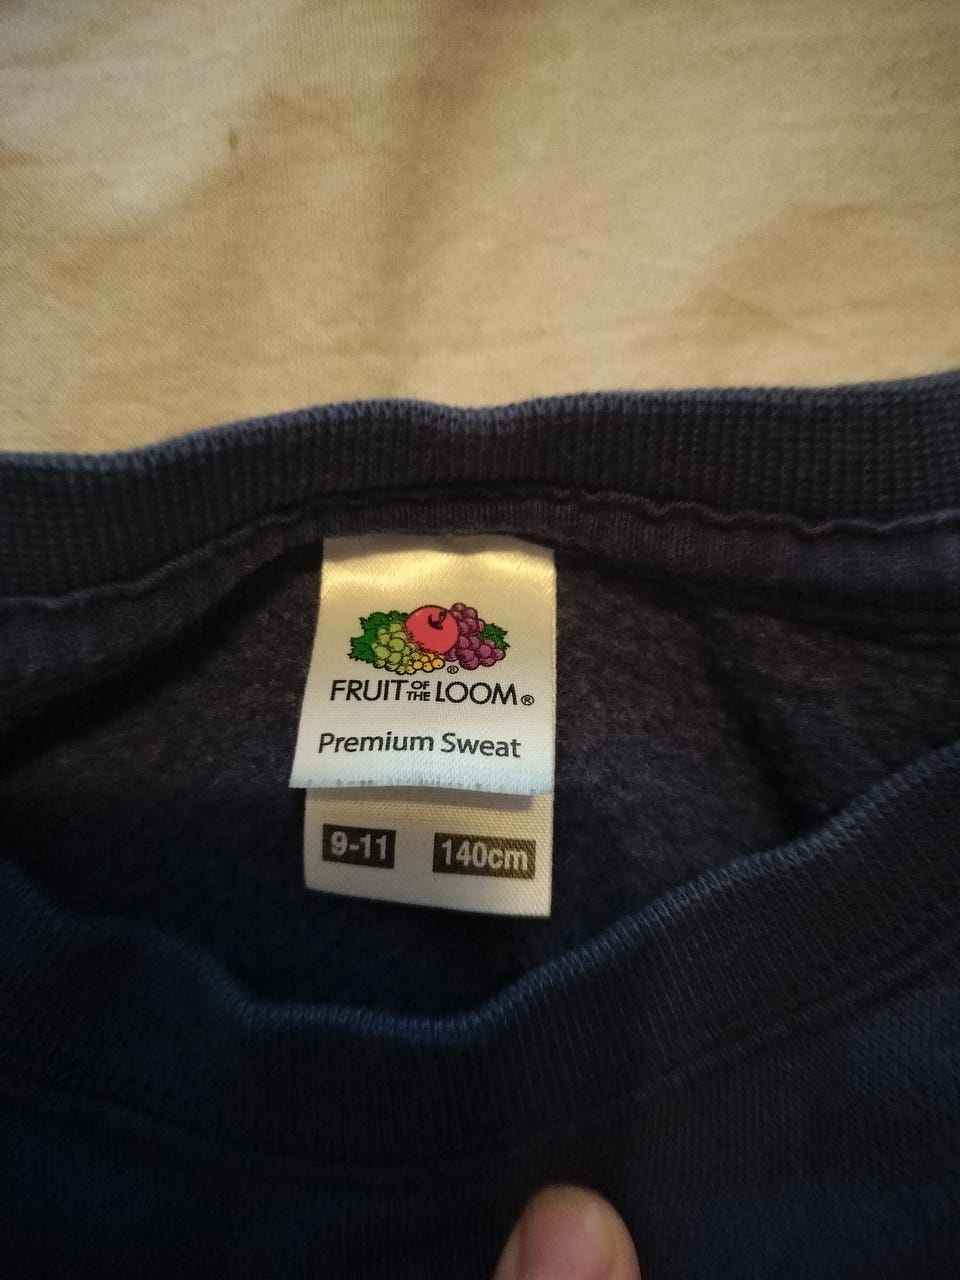 ®
FRUIT OF THE LOOM®
Premium Sweat
9-11 140cm